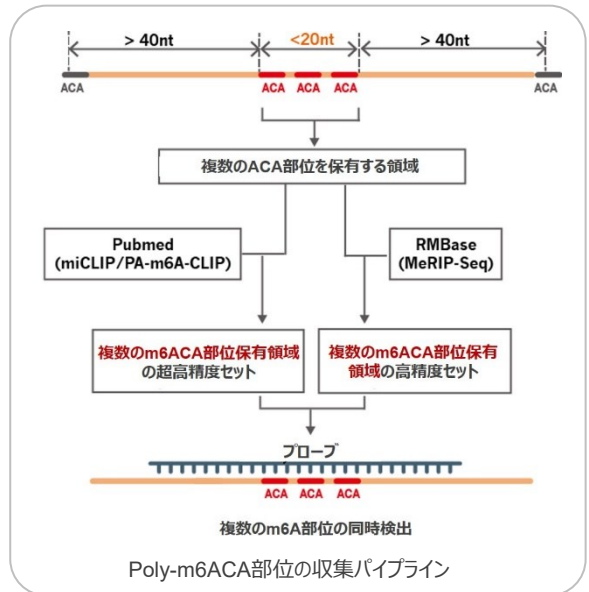 > 40nt <20nt > 40nt
ACA ACA ACA ACA ACA
複数のACA部位を保有する領域
Pubmed
(miCLIP/PA-m6A-CLIP)
RMBase
(MeRIP-Seq)
複数のm6ACA部位保有領域
の超高精度セット
複数のm6ACA部位保有
領域の高精度セット
プローブ
ACA ACA ACA
複数のm6A部位の同時検出
Poly-m6ACA部位の収集パイプライン